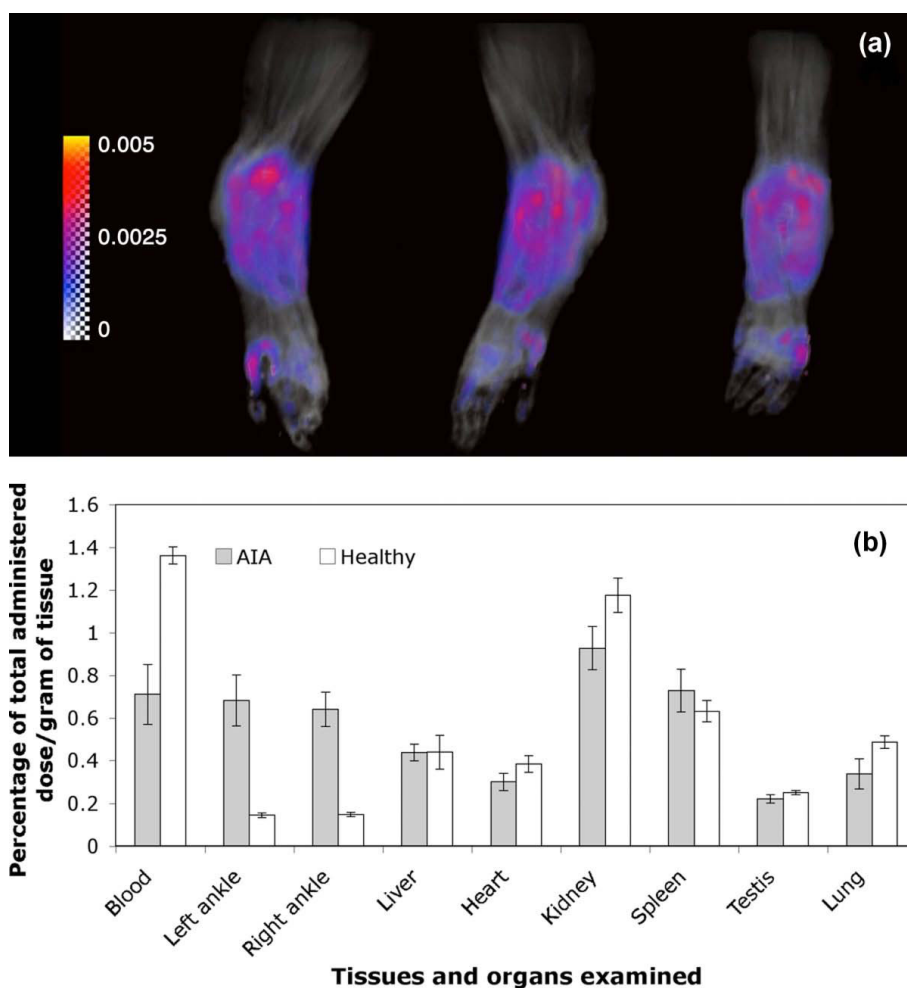 (a)
0.005
0.0025
0
(b)
Percentage of total administered
dose/gram of tissue
1.6
1.4
1.2
1
0.8
0.6
0.4
0.2
0
AIA Healthy
Blood
Left ankle
Right ankle
Liver
Heart
Kidney
Spleen
Testis
Lung
Tissues and organs examined